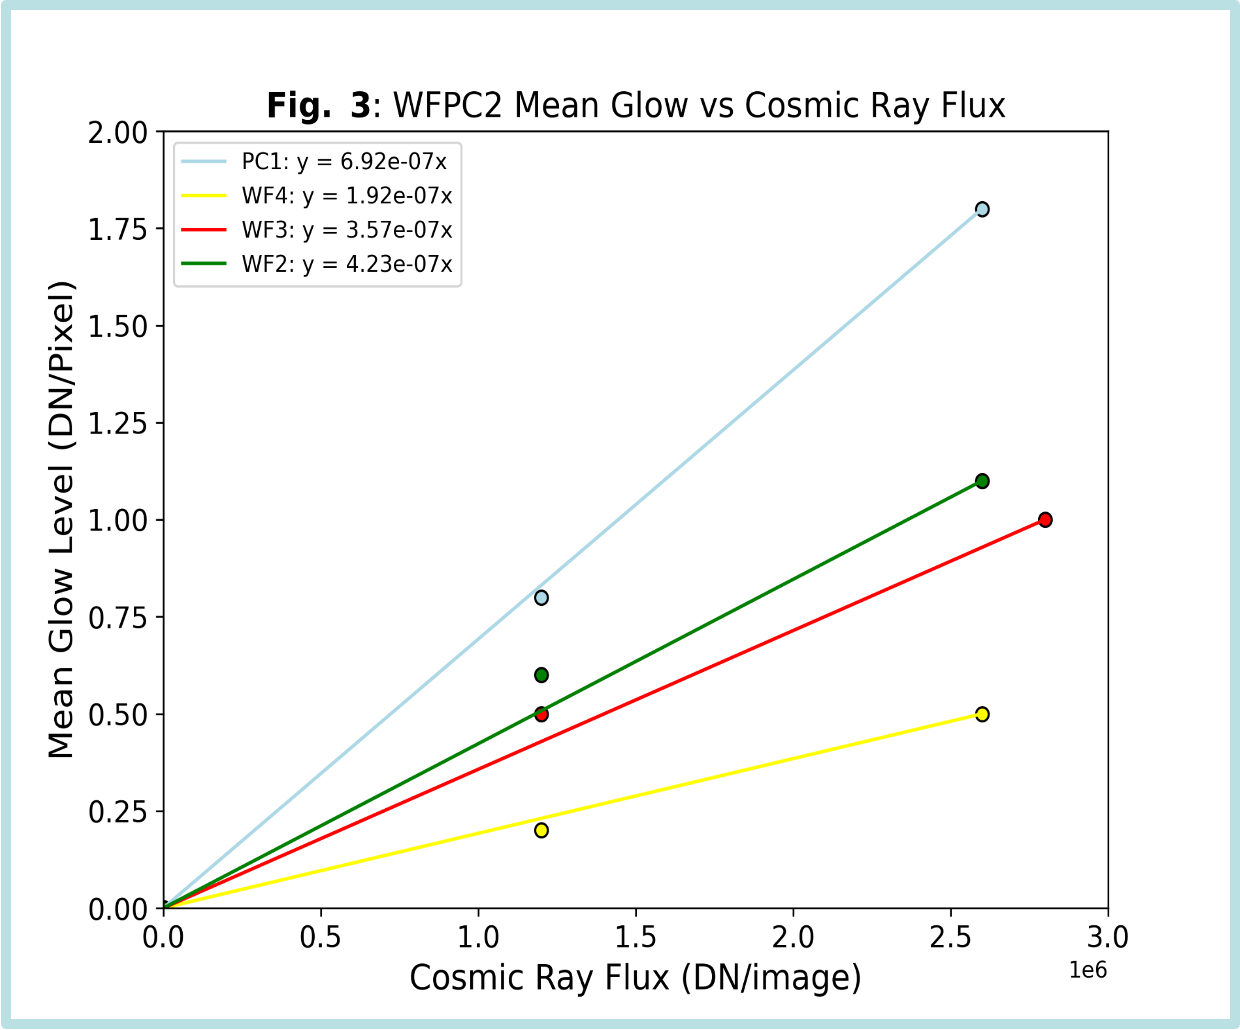 Fig. 3: WFPC2 Mean Glow vs Cosmic Ray Flux
2.00
1.75
1.50
1.25
1.00
0.75
0.50
0.25
0.00
Mean Glow Level (DN/Pixel)
PC1: y = 6.92e-07x
WF4: y = 1.92e-07x
WF3: y = 3.57e-07x
WF2: y = 4.23e-07x
0.0 0.5 1.0 1.5 2.0 2.5 3.0
1e6
Cosmic Ray Flux (DN/image)